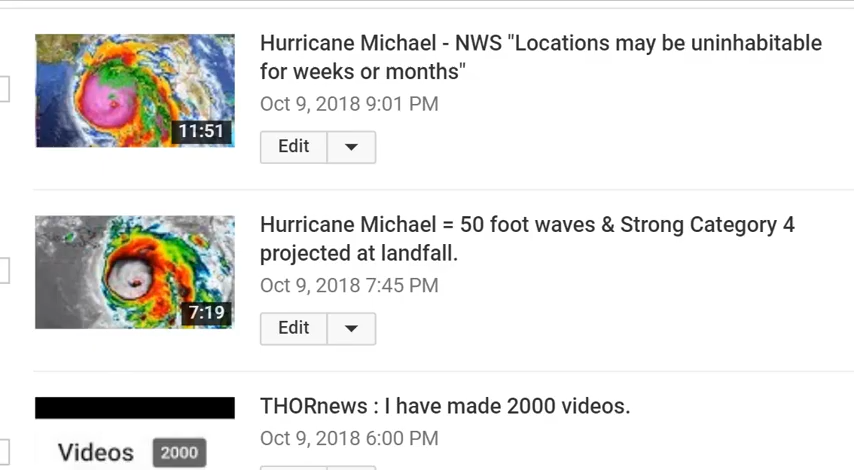 Hurricane Michael - NWS "Locations may be uninhabitable
for weeks or months"
Oct 9, 2018 9:01 PM
11:51
Edit
Hurricane Michael = 50 foot waves & Strong Category 4
projected at landfall.
Oct 9, 2018 7:45 PM
7:19
Edit
THORnews : I have made 2000 videos.
Oct 9, 2018 6:00 PM
Videos 2000